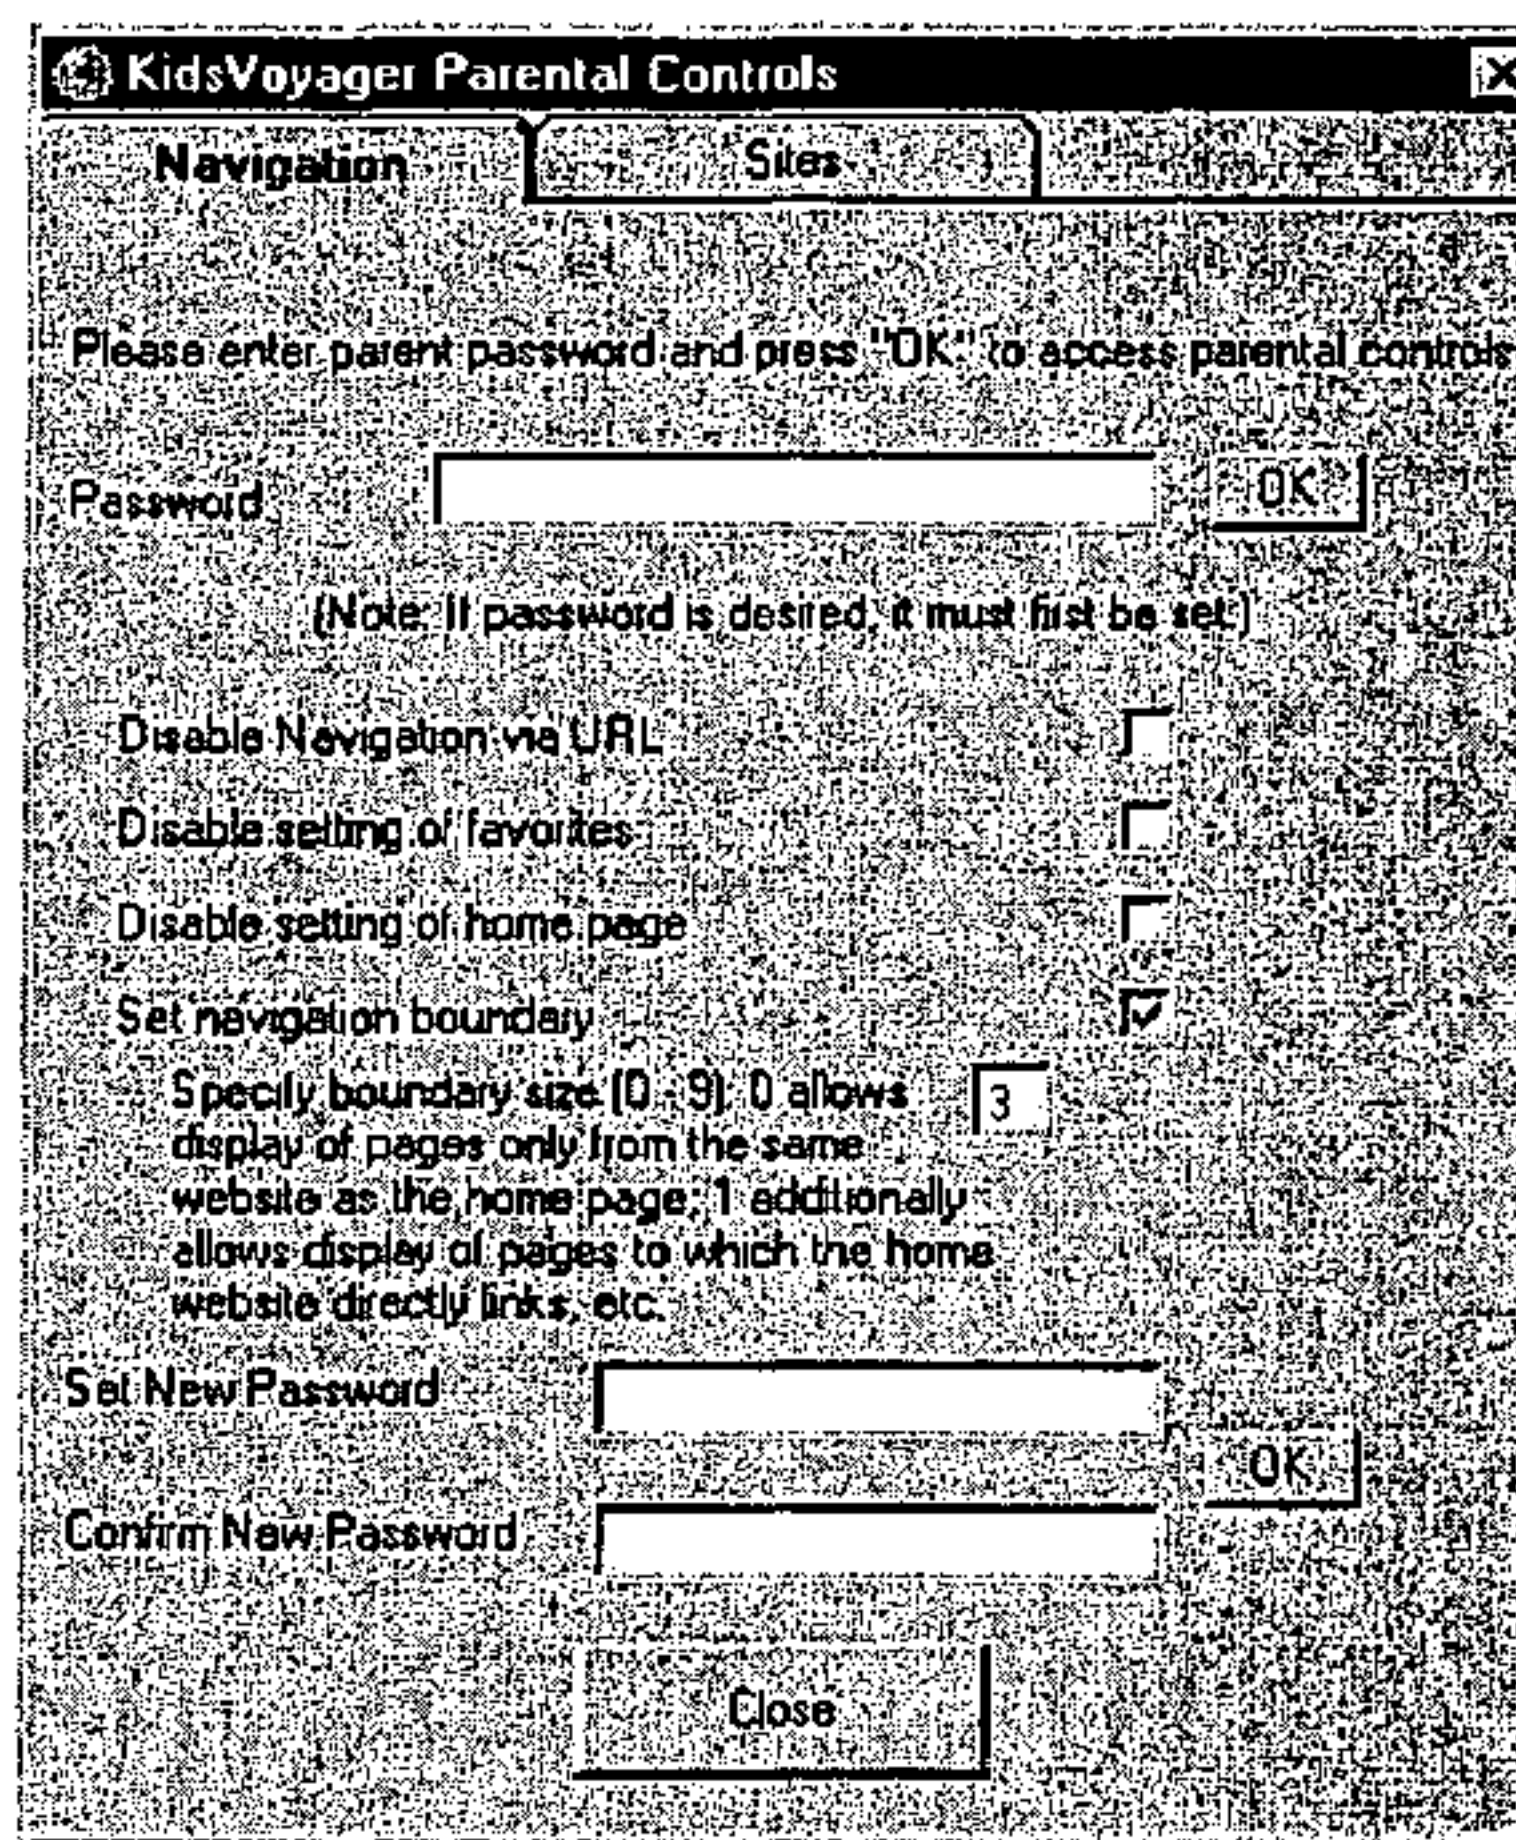 KidsVoyager Parental Controls
Navigation
Sites
Please enter parent password and press "OK" to access parental controls
Password
OK
(Note: If password is desired, it must first be set.)
Disable Navigation via URL
Disable setting of favorites
Disable setting of home page
Set navigation boundary
Specify boundary size (0 - 9); 0 allows
3
display of pages only from the same
website as the home page; 1 additionally
allows display of pages to which the home
website directly links, etc.
Set New Password
OK
Confirm New Password
Close